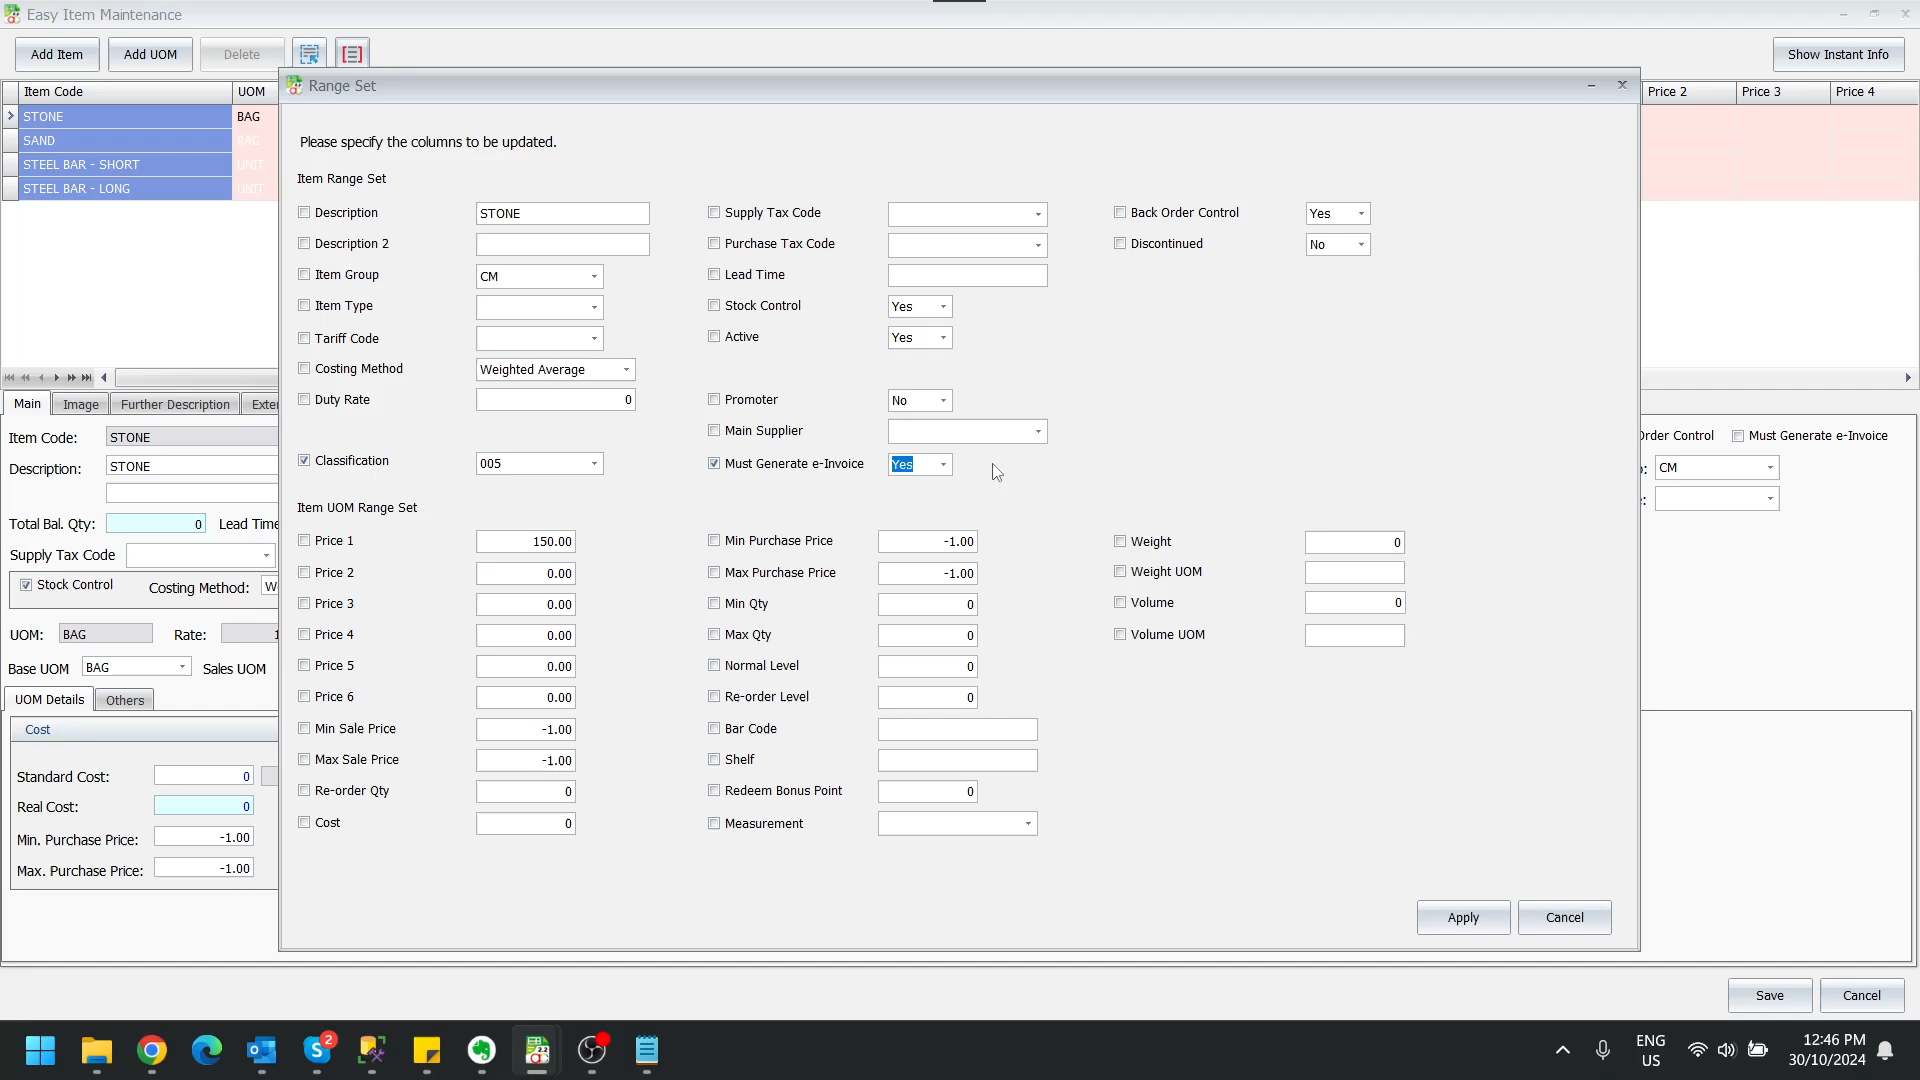 Easy Item Maintenance
Add Item
Add UOM
Delete
Show Instant Info
Item Code
UOM
Price 2
Price 3
Price 4
STONE
BAG
SAND
BAG
STEEL BAR - SHORT
UNIT
STEEL BAR - LONG
UNIT
Range Set
Please specify the columns to be updated.
Item Range Set
Description
STONE
Supply Tax Code
Back Order Control
Yes
Description 2
Purchase Tax Code
Discontinued
No
Item Group
CM
Lead Time
Item Type
Stock Control
Yes
Tariff Code
Active
Yes
Costing Method
Weighted Average
Duty Rate
0
Promoter
No
Main Supplier
Classification
005
Must Generate e-Invoice
Yes
Item UOM Range Set
Price 1
150.00
Min Purchase Price
-1.00
Weight
0
Price 2
0.00
Max Purchase Price
-1.00
Weight UOM
Price 3
0.00
Min Qty
0
Volume
0
Price 4
0.00
Max Qty
0
Volume UOM
Price 5
0.00
Normal Level
0
Price 6
0.00
Re-order Level
0
Min Sale Price
-1.00
Bar Code
Max Sale Price
-1.00
Shelf
Re-order Qty
0
Redeem Bonus Point
0
Cost
0
Measurement
Apply
Cancel
Main
Image
Further Description
Exter
Item Code:
STONE
Order Control
Must Generate e-Invoice
Description:
STONE
CM
Total Bal. Qty:
0
Lead Time
Supply Tax Code
Stock Control
Costing Method:
W
UOM:
BAG
Rate:
1
Base UOM
BAG
Sales UOM
UOM Details
Others
Cost
Standard Cost:
0
Real Cost:
0
Min. Purchase Price:
-1.00
Max. Purchase Price:
-1.00
Save
Cancel
2
2.2
ENG
US
12:46 PM
30/10/2024